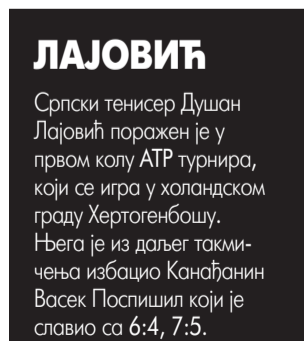 ЛАЈОВИЋ
Српски тенисер Душан
Лајовић поражен је у
првом колу АТР турнира,
који се игра у холандском
граду Хертогенбошу.
Њега је из даљег такми-
чења избацио Канађанин
Васек Поспишил који је
славио са 6:4, 7:5.